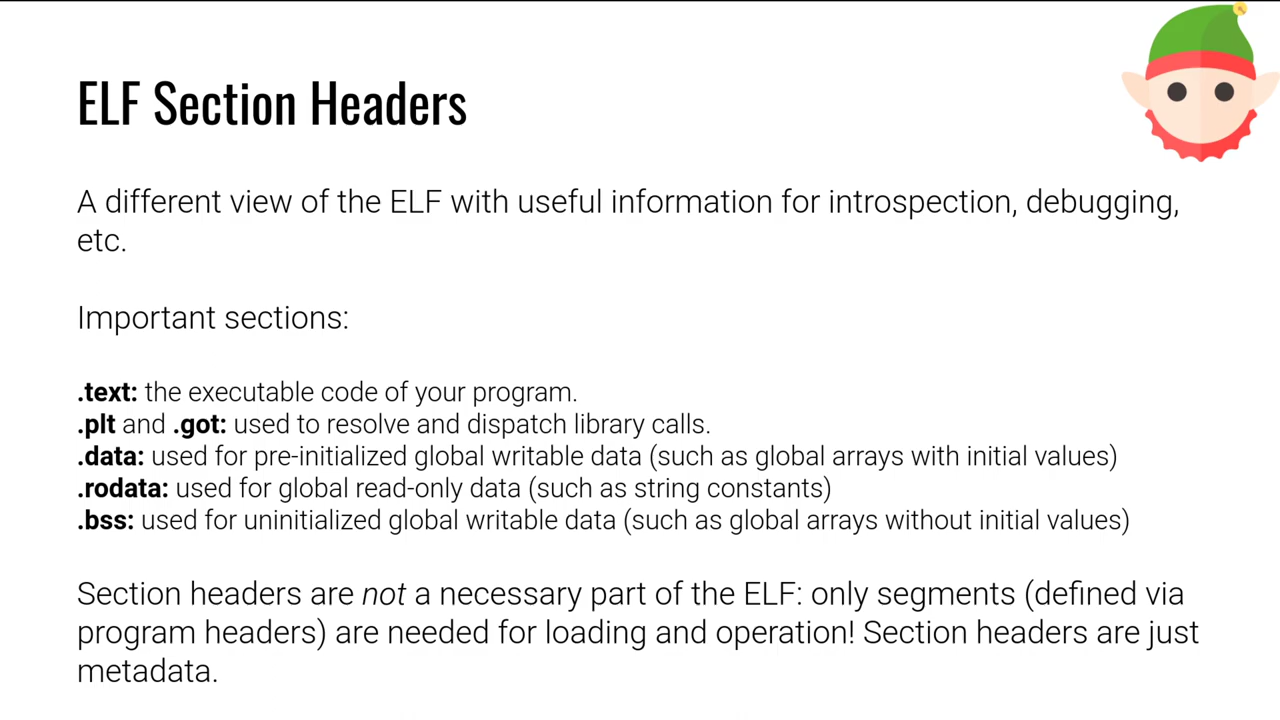 ELF Section Headers
A different view of the ELF with useful information for introspection, debugging,
etc.
Important sections:
.text: the executable code of your program.
.plt and .got: used to resolve and dispatch library calls.
.data: used for pre-initialized global writable data (such as global arrays with initial values)
.rodata: used for global read-only data (such as string constants)
.bss: used for uninitialized global writable data (such as global arrays without initial values)
Section headers are not a necessary part of the ELF: only segments (defined via
program headers) are needed for loading and operation! Section headers are just
metadata.